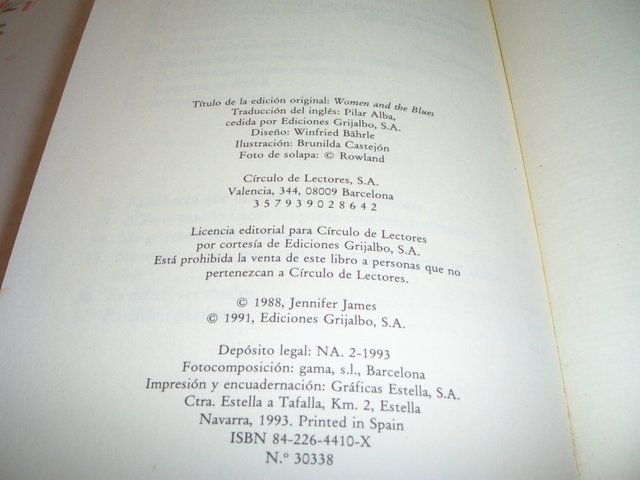 Título de la edición original: Women and the Blues
Traducción del inglés: Pilar Alba,
cedida por Ediciones Grijalbo, S.A.
Diseño: Winfried Bährle
Ilustración: Brunilda Castejón
Foto de solapa: © Rowland
Círculo de Lectores, S.A.
Valencia, 344, 08009 Barcelona
3 5 7 9 3 9 0 2 8 6 4 2
Licencia editorial para Círculo de Lectores
por cortesía de Ediciones Grijalbo, S.A.
Está prohibida la venta de este libro a personas que no
pertenezcan a Círculo de Lectores.
© 1988, Jennifer James
© 1991, Ediciones Grijalbo, S.A.
Depósito legal: NA. 2-1993
Fotocomposición: gama, s.l., Barcelona
Impresión y encuadernación: Gráficas Estella, S.A.
Ctra. Estella a Tafalla, Km. 2, Estella
Navarra, 1993. Printed in Spain
ISBN 84-226-4410-X
N.º 30338